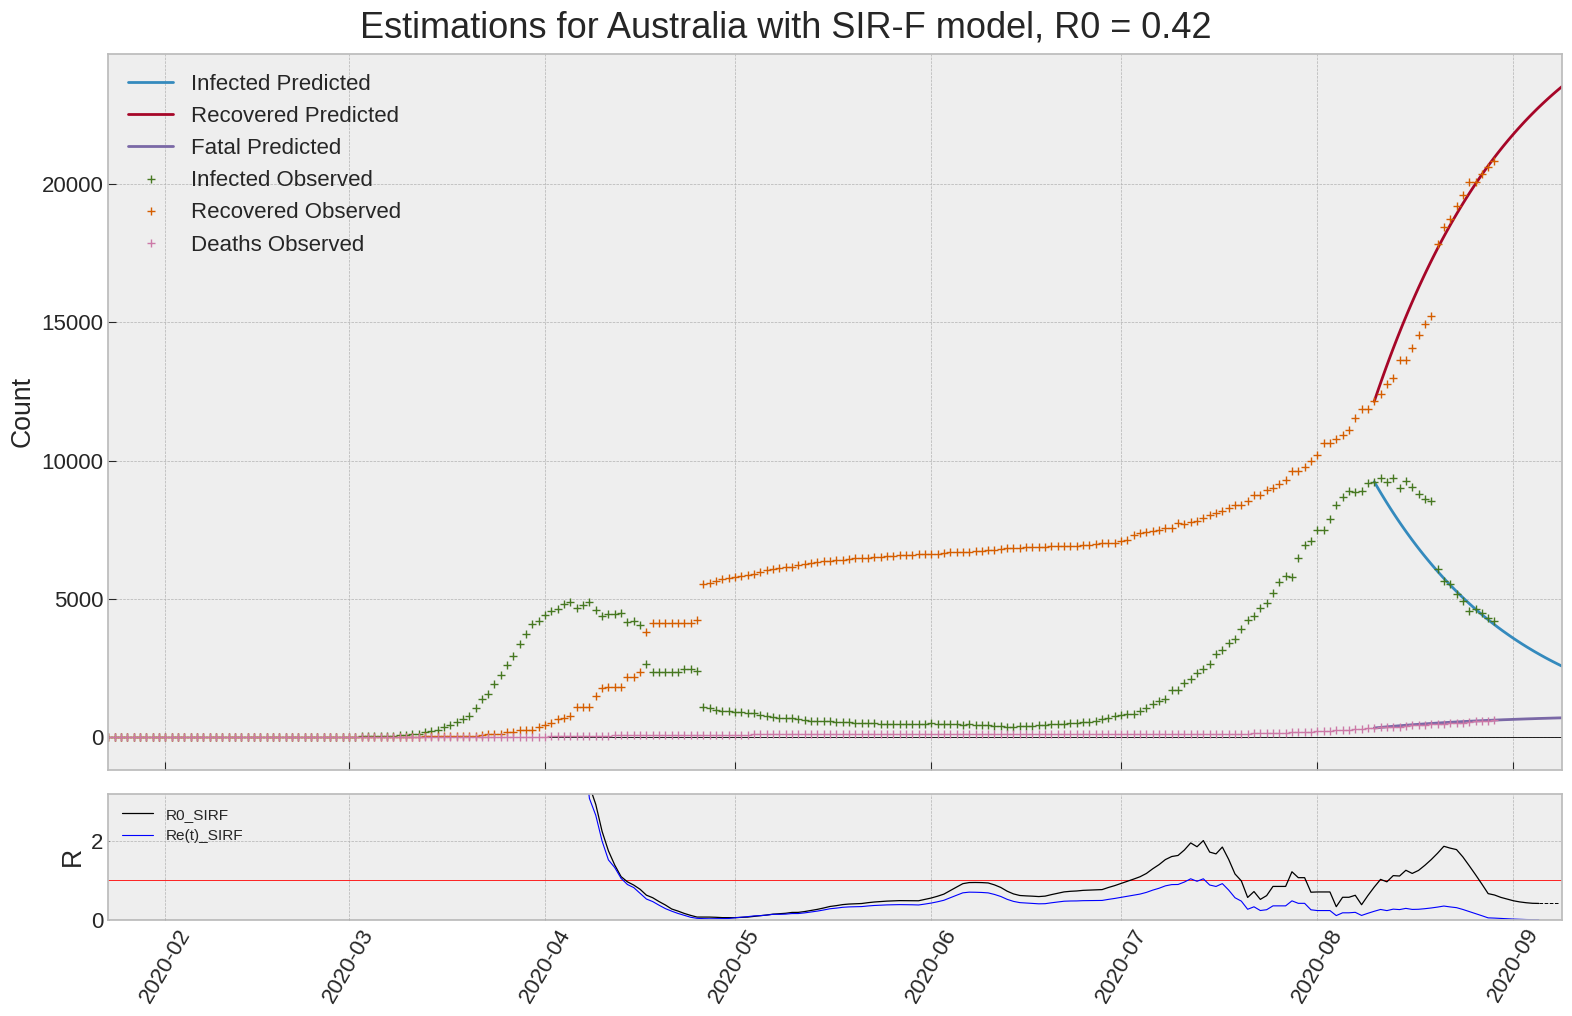 Estimations for Australia with SIR-F model, R0 = 0.42
Infected Predicted
Recovered Predicted
Fatal Predicted
Infected Observed
Recovered Observed
Deaths Observed
20000
15000
10000
5000
0
Count
R0_SIRF
Re(t)_SIRF
2
0
R
2020-02
2020-03
2020-04
2020-05
2020-06
2020-07
2020-08
2020-09